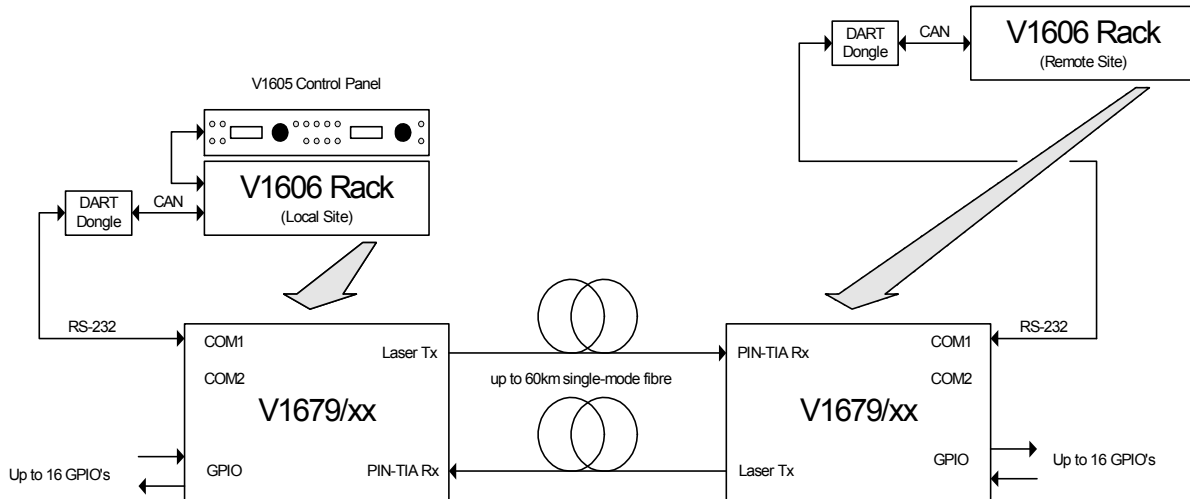 DART
Dongle
CAN
V1606 Rack
(Remote Site)
V1605 Control Panel
V1606 Rack
(Local Site)
DART
Dongle
CAN
RS-232
COM1
COM2
Laser Tx
V1679/xx
GPIO
PIN-TIA Rx
Up to 16 GPIO's
up to 60km single-mode fibre
PIN-TIA Rx
COM1
COM2
RS-232
V1679/xx
Laser Tx
GPIO
Up to 16 GPIO's